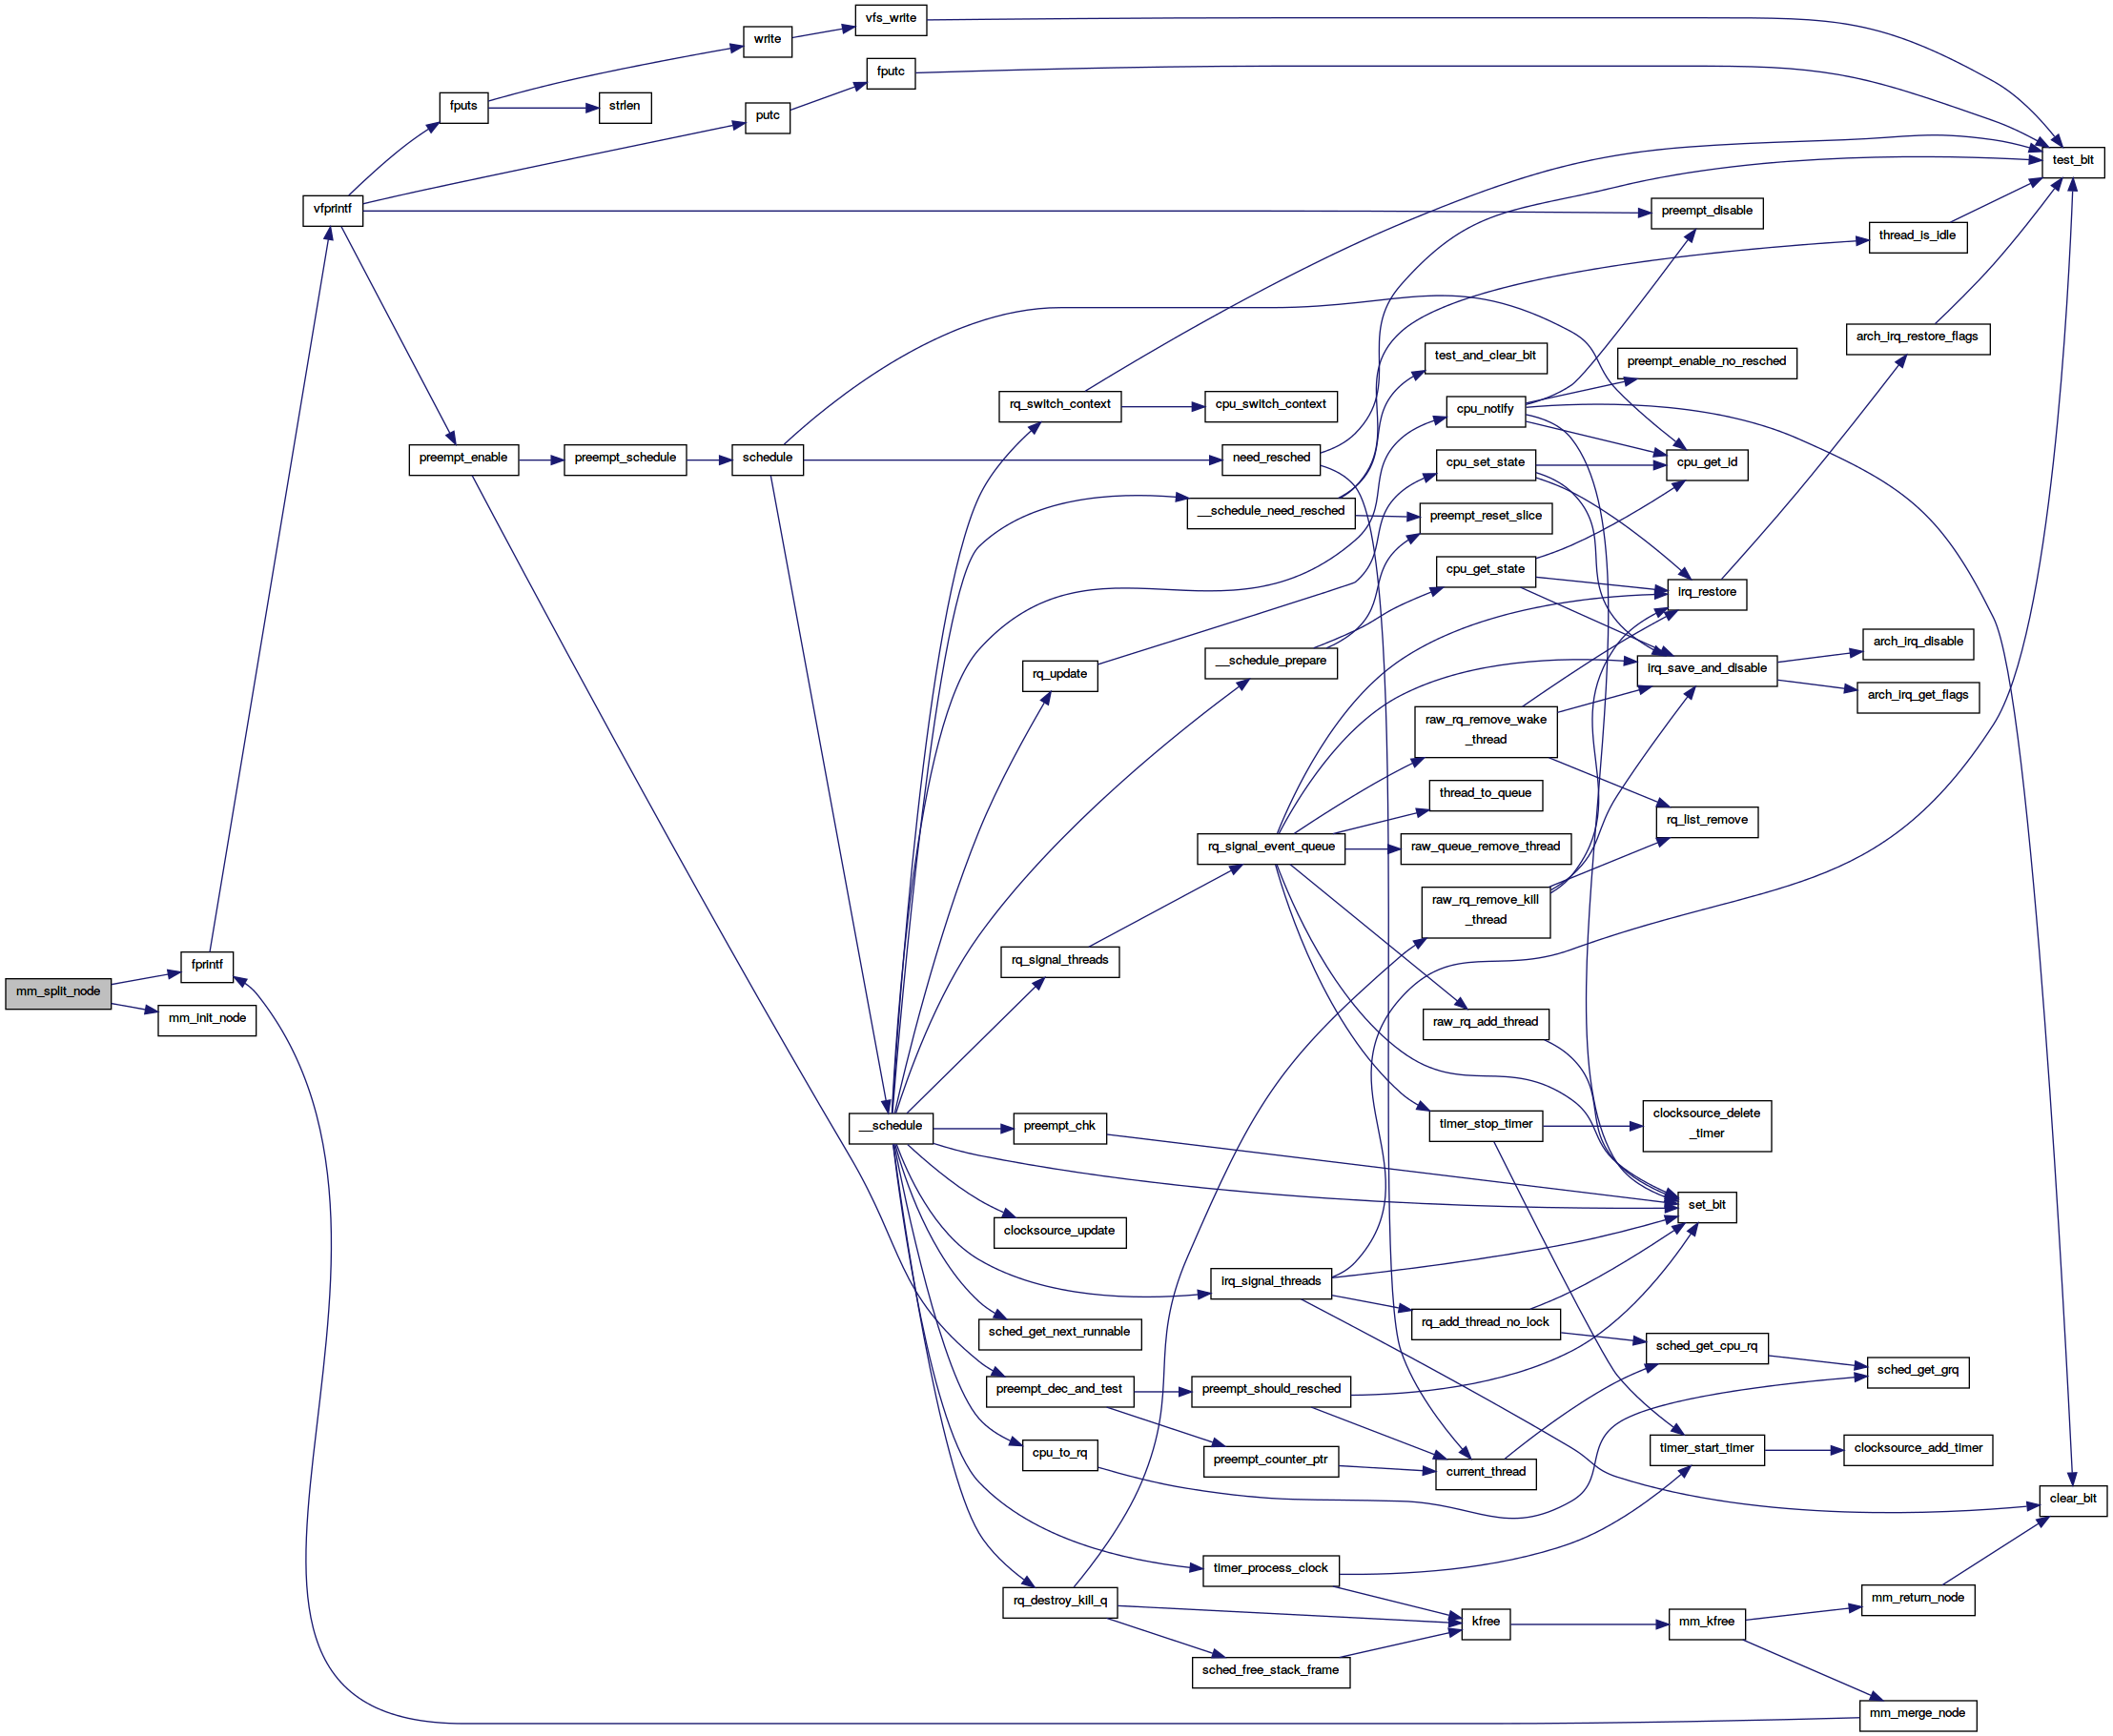 vfs_write
write
fputc
fputs
strlen
putc
test_bit
vfprintf
preempt_disable
thread_is_idle
arch_irq_restore_flags
test_and_clear_bit
preempt_enable_no_resched
rq_switch_context
cpu_switch_context
cpu_notify
preempt_enable
preempt_schedule
schedule
need_resched
cpu_set_state
cpu_get_id
__schedule_need_resched
preempt_reset_slice
cpu_get_state
irq_restore
arch_irq_disable
rq_update
__schedule_prepare
irq_save_and_disable
arch_irq_get_flags
raw_rq_remove_wake
_thread
thread_to_queue
rq_list_remove
rq_signal_event_queue
raw_queue_remove_thread
raw_rq_remove_kill
_thread
rq_signal_threads
fprintf
mm_split_node
mm_init_node
raw_rq_add_thread
__schedule
preempt_chk
timer_stop_timer
clocksource_delete
_timer
set_bit
clocksource_update
irq_signal_threads
sched_get_next_runnable
rq_add_thread_no_lock
sched_get_cpu_rq
sched_get_grq
preempt_dec_and_test
preempt_should_resched
cpu_to_rq
preempt_counter_ptr
current_thread
timer_start_timer
clocksource_add_timer
clear_bit
timer_process_clock
rq_destroy_kill_q
kfree
mm_kfree
mm_return_node
sched_free_stack_frame
mm_merge_node